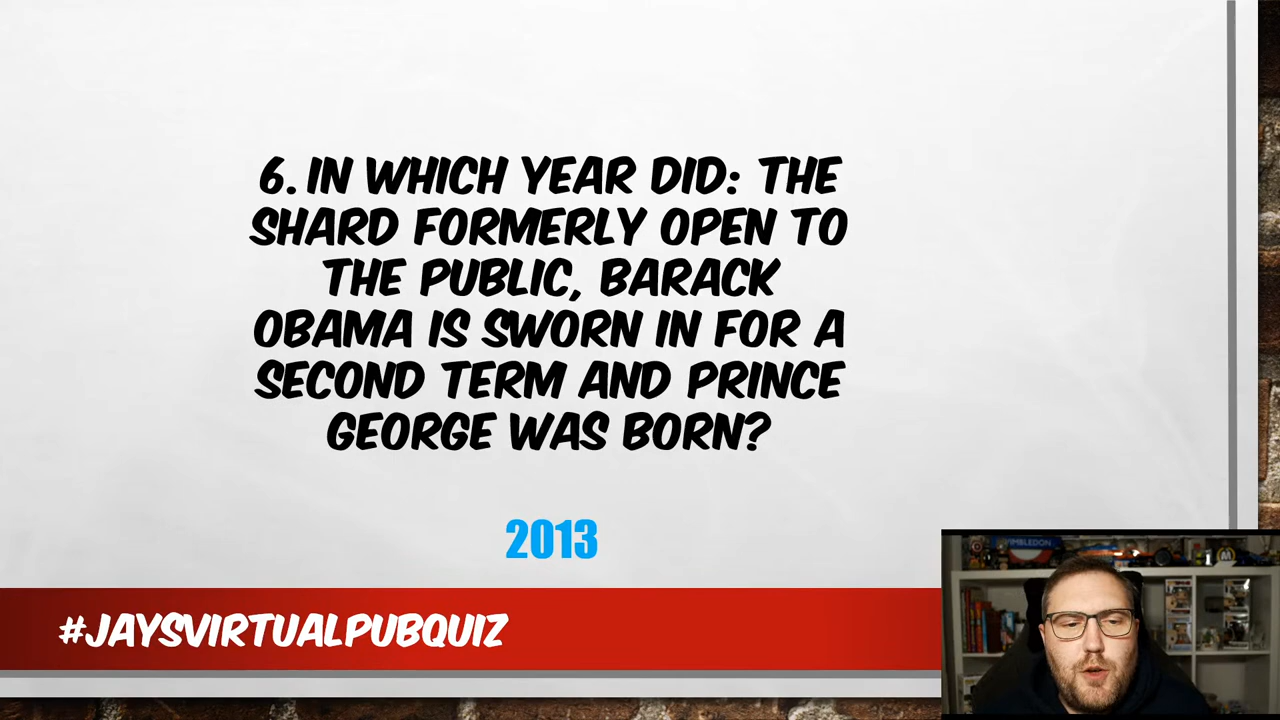 6. IN WHICH YEAR DID: THE
SHARD FORMERLY OPEN TO
THE PUBLIC, BARACK
OBAMA IS SWORN IN FOR A
SECOND TERM AND PRINCE
GEORGE WAS BORN?
2013
#JAYSVIRTUALPUBQUIZ
WIMBLEDON